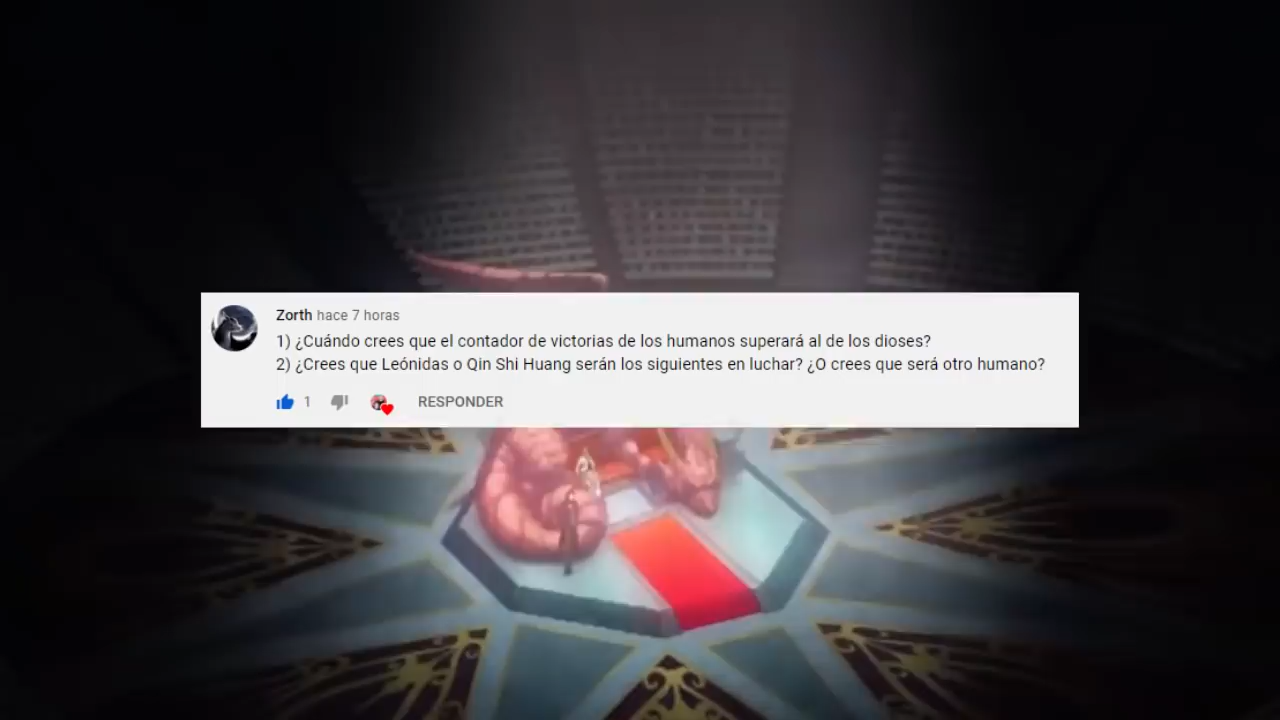 Zorth hace 7 horas
1) ¿Cuándo crees que el contador de victorias de los humanos superará al de los dioses?
2) ¿Crees que Leónidas o Qin Shi Huang serán los siguientes en luchar? ¿O crees que será otro humano?
1 RESPONDER